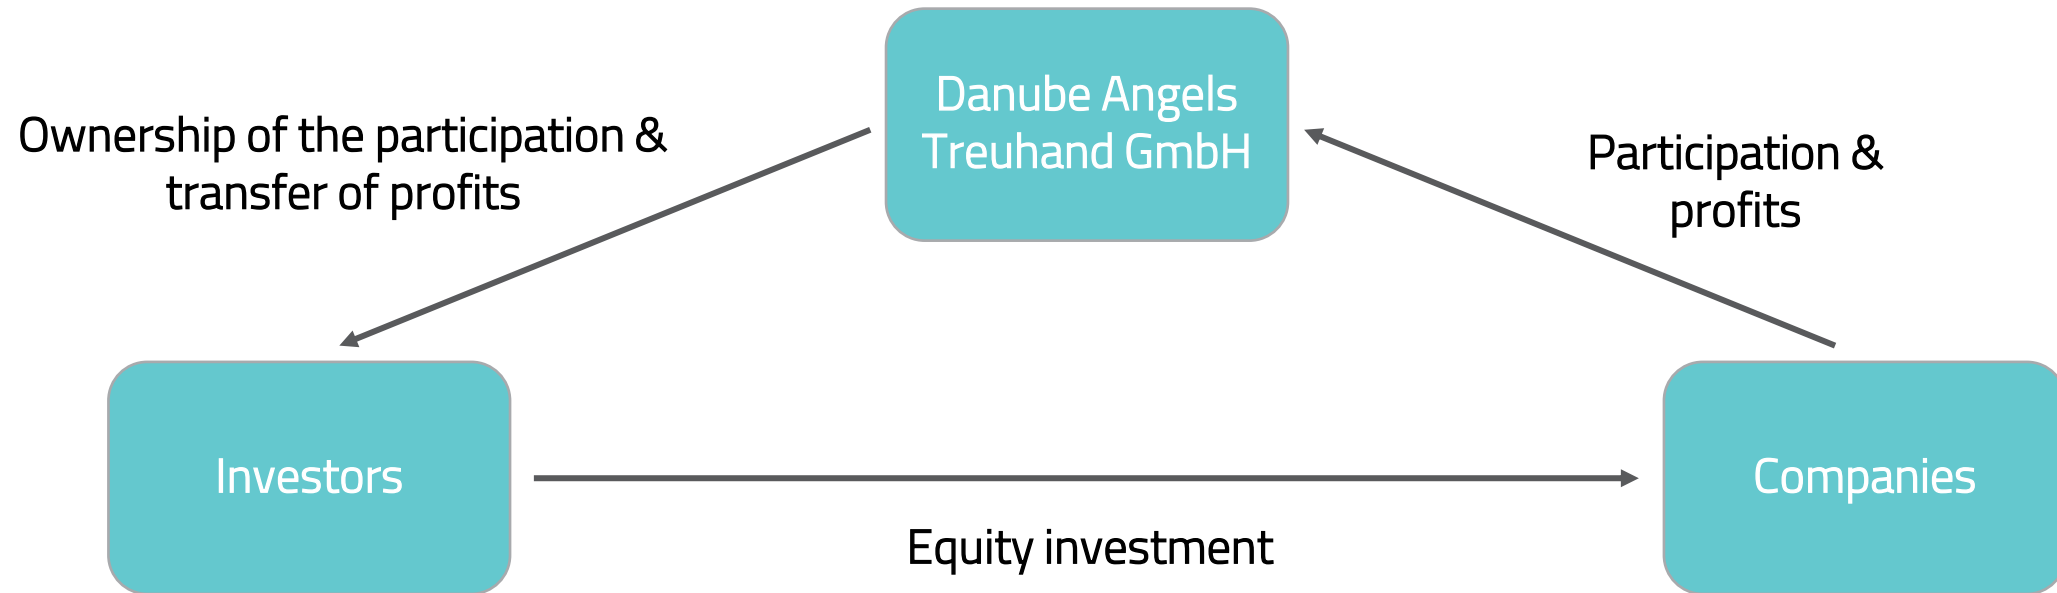 Danube Angels
Treuhand GmbH
Ownership of the participation &
transfer of profits
Participation &
profits
Investors
Companies
Equity investment